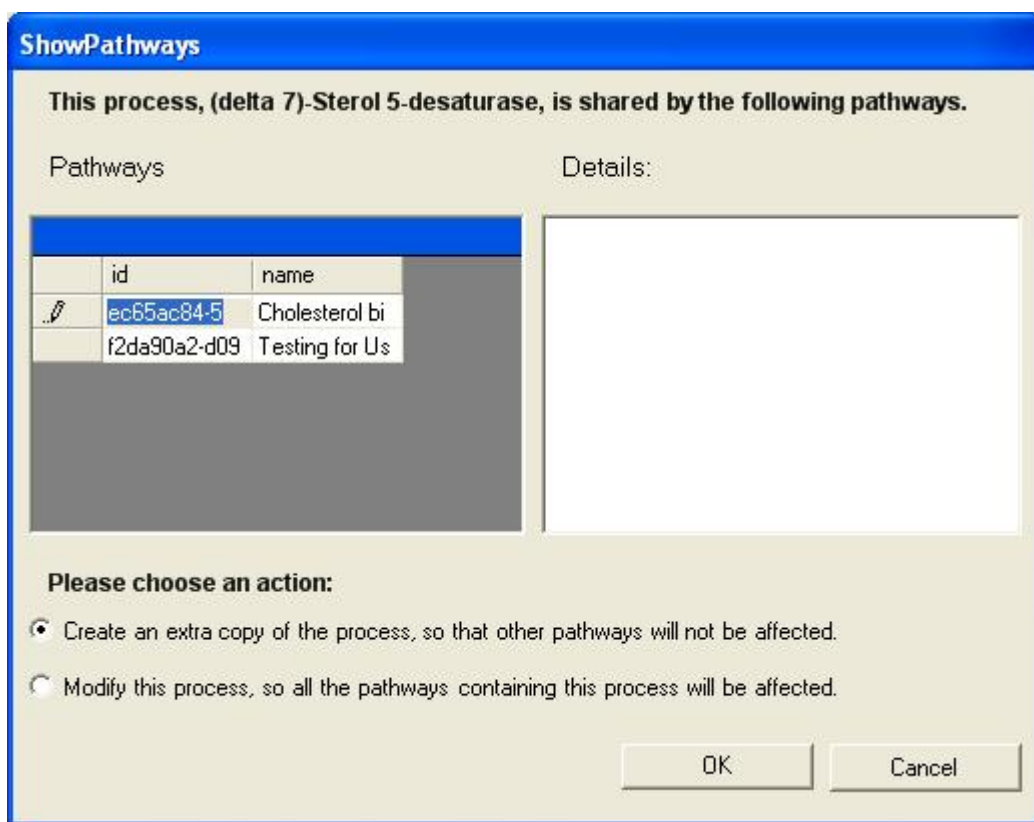 ShowPathways
This process, (delta 7)-Sterol 5-desaturase, is shared by the following pathways.
Pathways
Details:
id name
ec65ac84-5 Cholesterol bi
f2da90a2-d09 Testing for Us
Please choose an action:
Create an extra copy of the process, so that other pathways will not be affected.
Modify this process, so all the pathways containing this process will be affected.
OK
Cancel